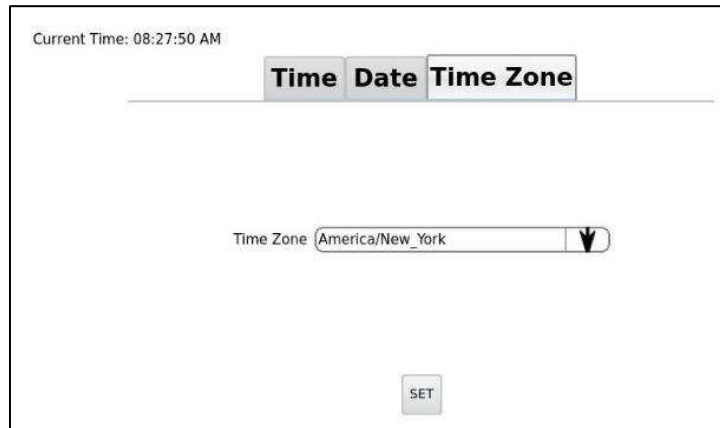 Current Time: 08:27:50 AM
Time Date Time Zone
Time Zone America/New_York
SET